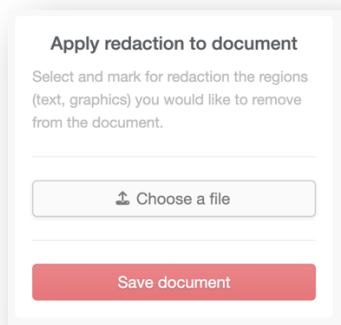 Apply redaction to document
Select and mark for redaction the regions
(text, graphics) you would like to remove
from the document.
Choose a file
Save document